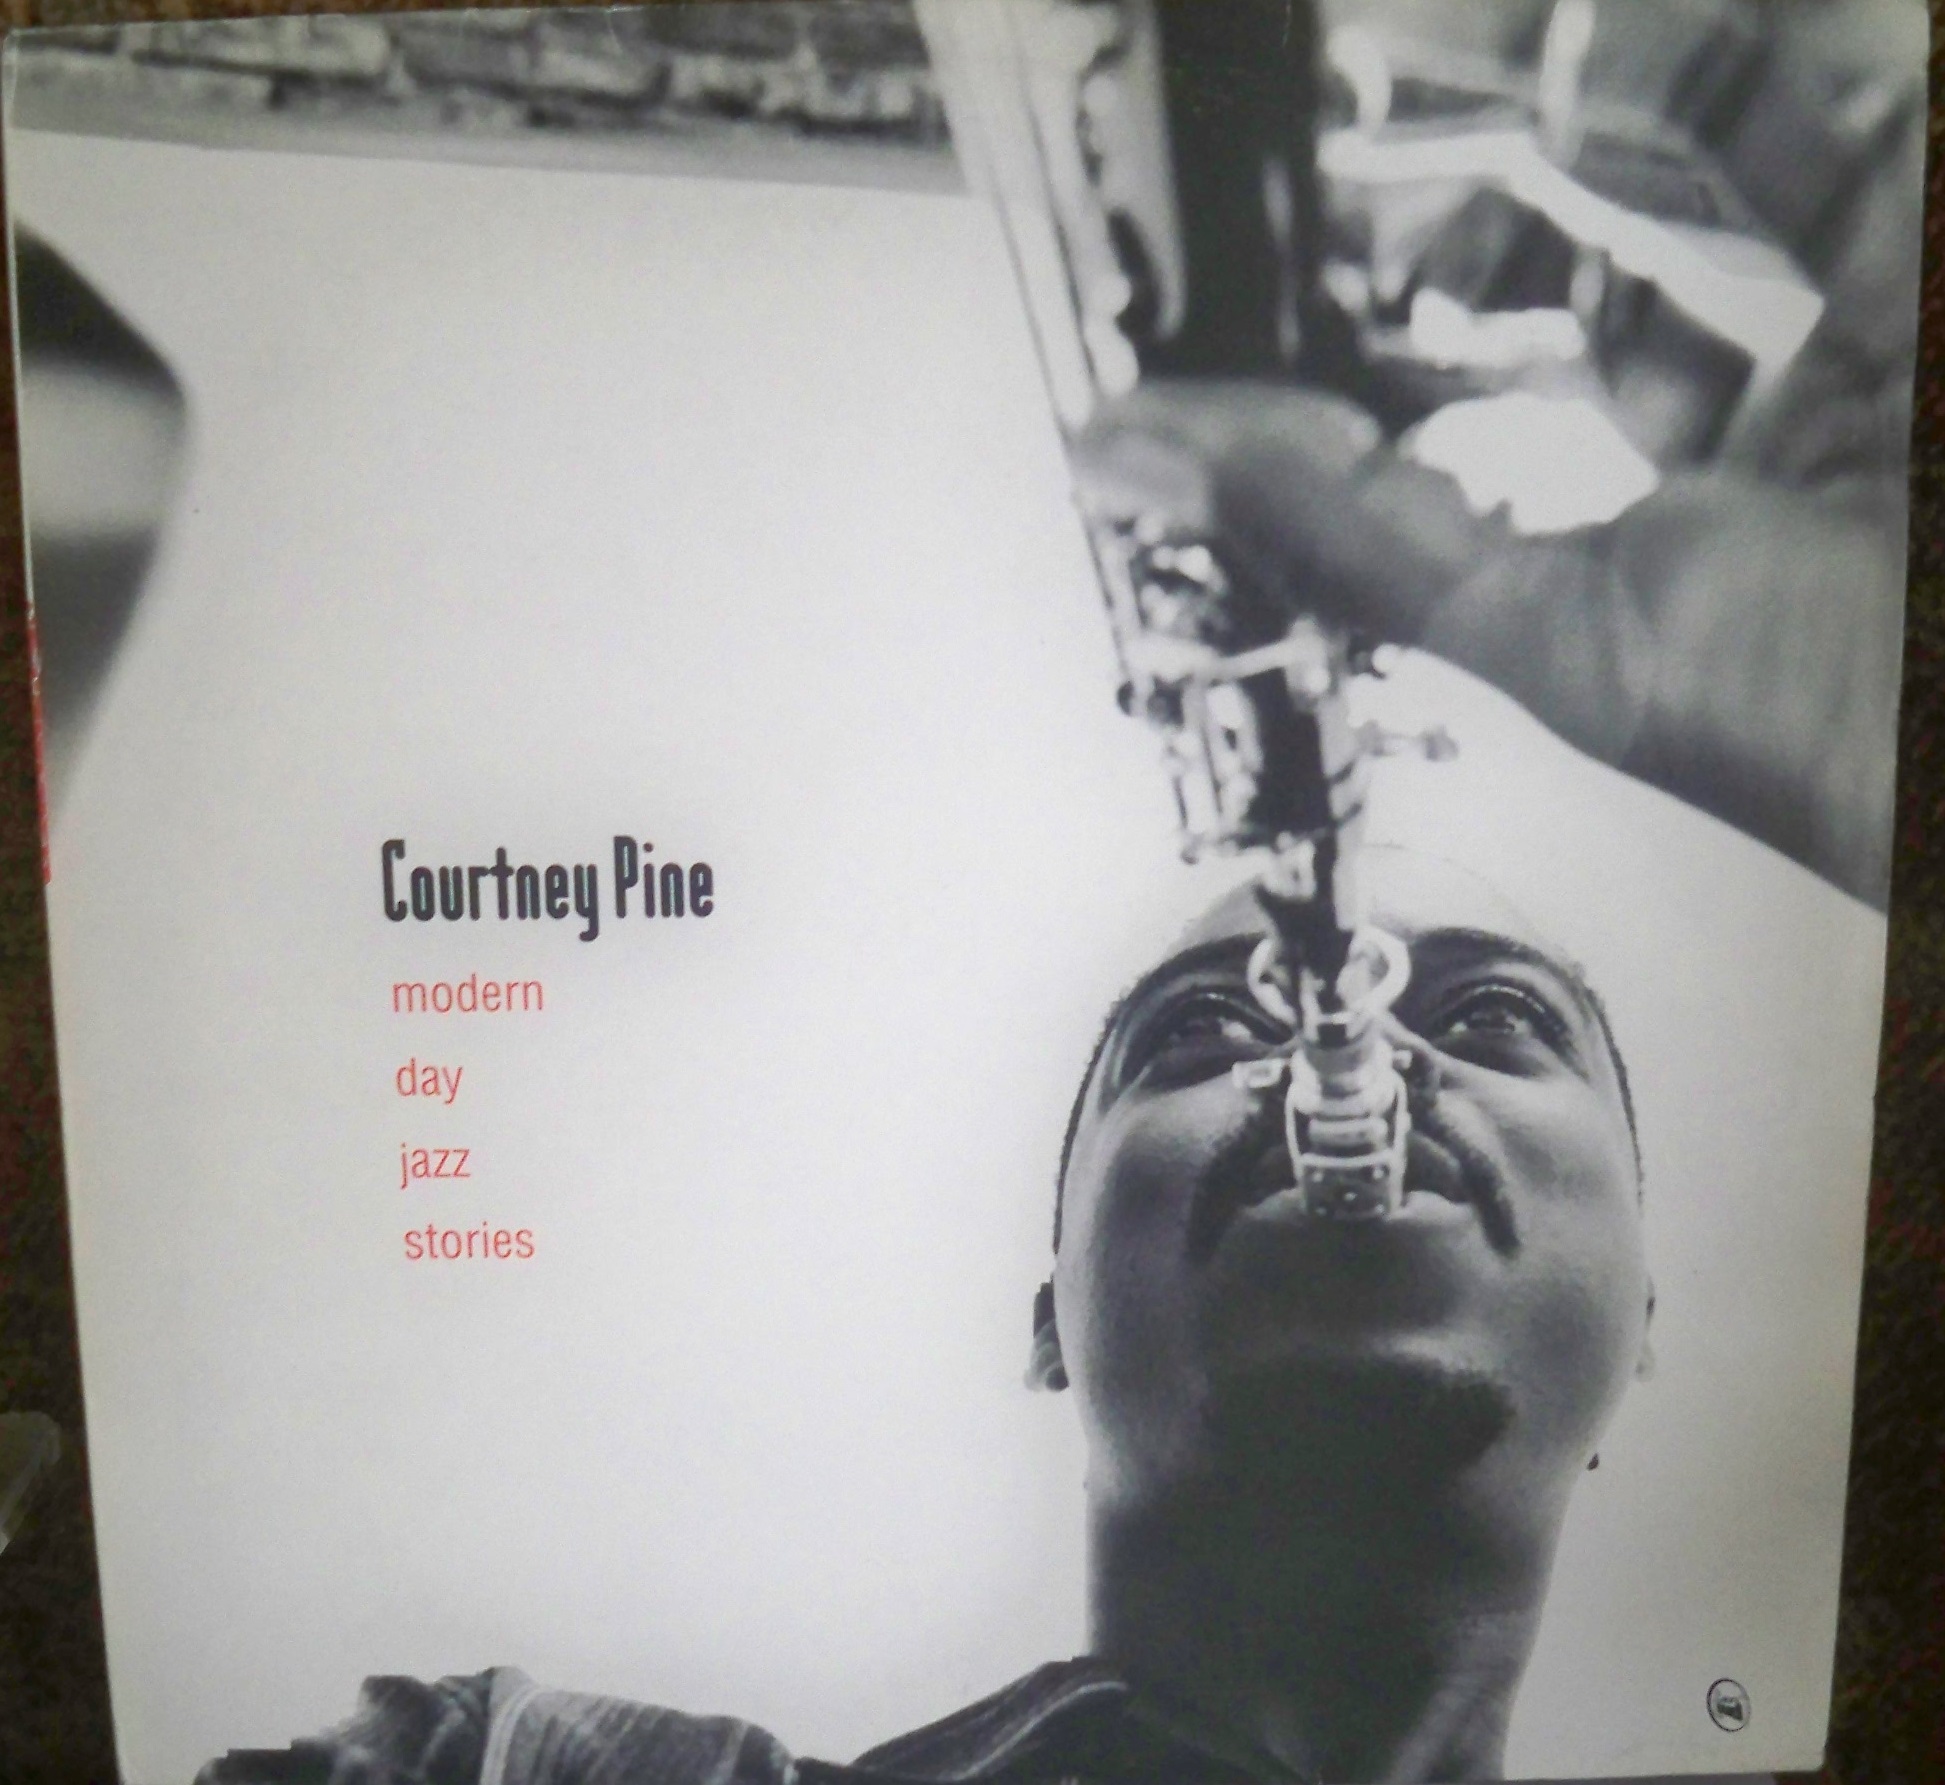 Courtney Pine
modern
day
jazz
stories